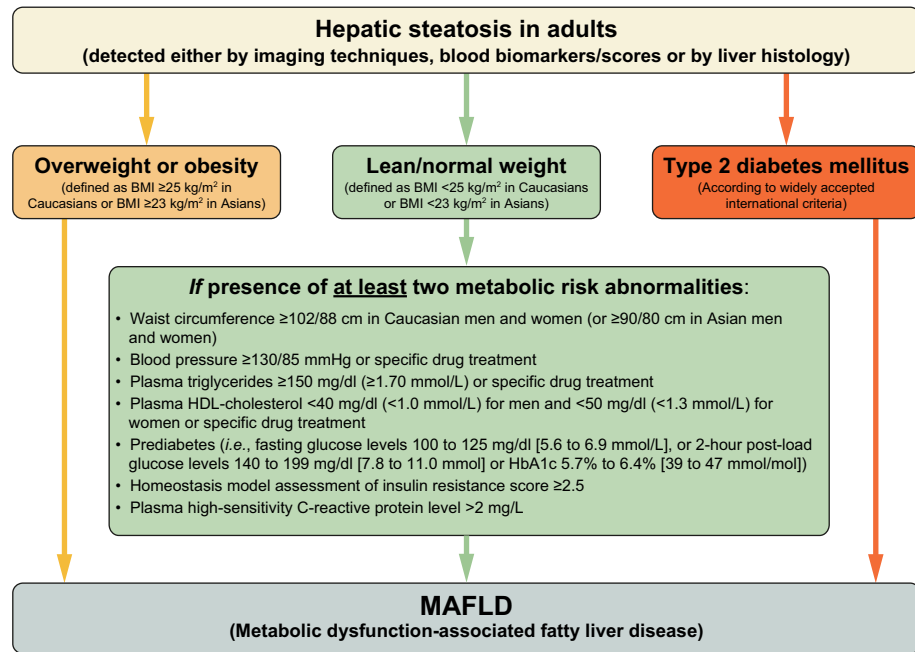 Hepatic steatosis in adults
(detected either by imaging techniques, blood biomarkers/scores or by liver histology)
Overweight or obesity
(defined as BMI ≥25 kg/m² in
Caucasians or BMI ≥23 kg/m² in Asians)
Lean/normal weight
(defined as BMI <25 kg/m² in Caucasians
or BMI <23 kg/m² in Asians)
Type 2 diabetes mellitus
(According to widely accepted
international criteria)
If presence of at least two metabolic risk abnormalities:
• Waist circumference ≥102/88 cm in Caucasian men and women (or ≥90/80 cm in Asian men
and women)
• Blood pressure ≥130/85 mmHg or specific drug treatment
• Plasma triglycerides ≥150 mg/dl (≥1.70 mmol/L) or specific drug treatment
• Plasma HDL-cholesterol <40 mg/dl (<1.0 mmol/L) for men and <50 mg/dl (<1.3 mmol/L) for
women or specific drug treatment
• Prediabetes (i.e., fasting glucose levels 100 to 125 mg/dl [5.6 to 6.9 mmol/L], or 2-hour post-load
glucose levels 140 to 199 mg/dl [7.8 to 11.0 mmol] or HbA1c 5.7% to 6.4% [39 to 47 mmol/mol])
• Homeostasis model assessment of insulin resistance score ≥2.5
• Plasma high-sensitivity C-reactive protein level >2 mg/L
MAFLD
(Metabolic dysfunction-associated fatty liver disease)